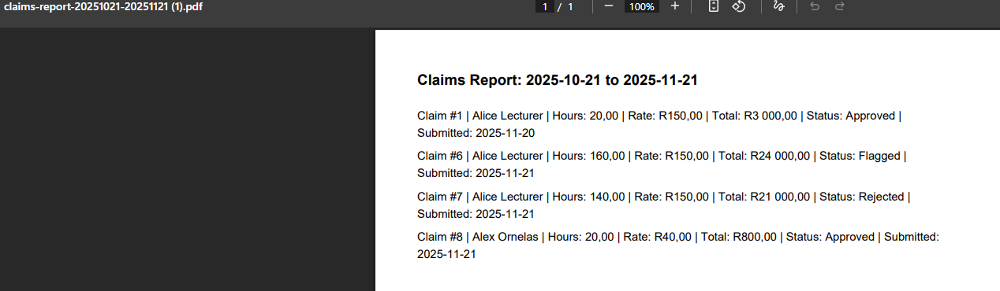 claims-report-20251021-20251121 (1).pdf
1 / 1
100%
Claims Report: 2025-10-21 to 2025-11-21
Claim #1 | Alice Lecturer | Hours: 20,00 | Rate: R150,00 | Total: R3 000,00 | Status: Approved |
Submitted: 2025-11-20
Claim #6 | Alice Lecturer | Hours: 160,00 | Rate: R150,00 | Total: R24 000,00 | Status: Flagged |
Submitted: 2025-11-21
Claim #7 | Alice Lecturer | Hours: 140,00 | Rate: R150,00 | Total: R21 000,00 | Status: Rejected |
Submitted: 2025-11-21
Claim #8 | Alex Ornelas | Hours: 20,00 | Rate: R40,00 | Total: R800,00 | Status: Approved | Submitted:
2025-11-21